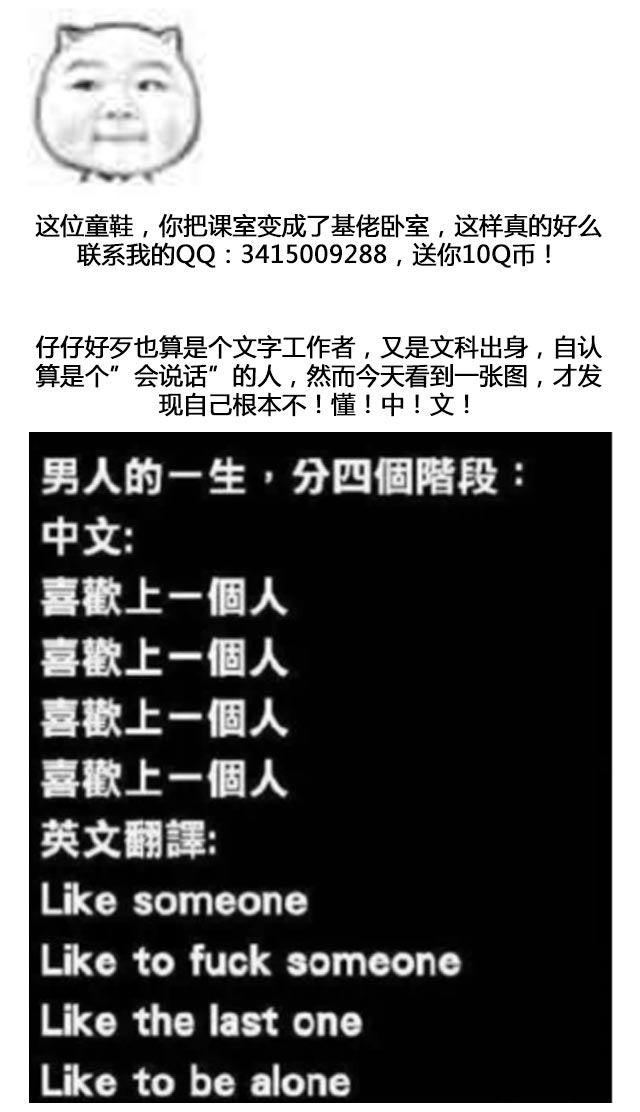 这位童鞋，你把课室变成了基佬卧室，这样真的好么
联系我的QQ：3415009288，送你10Q币！
仔仔好歹也算是个文字工作者，又是文科出身，自认
算是个”会说话”的人，然而今天看到一张图，才发
现自己根本不！懂！中！文！
男人的一生，分四個階段：
中文:
喜歡上一個人
喜歡上一個人
喜歡上一個人
喜歡上一個人
英文翻譯:
Like someone
Like to fuck someone
Like the last one
Like to be alone